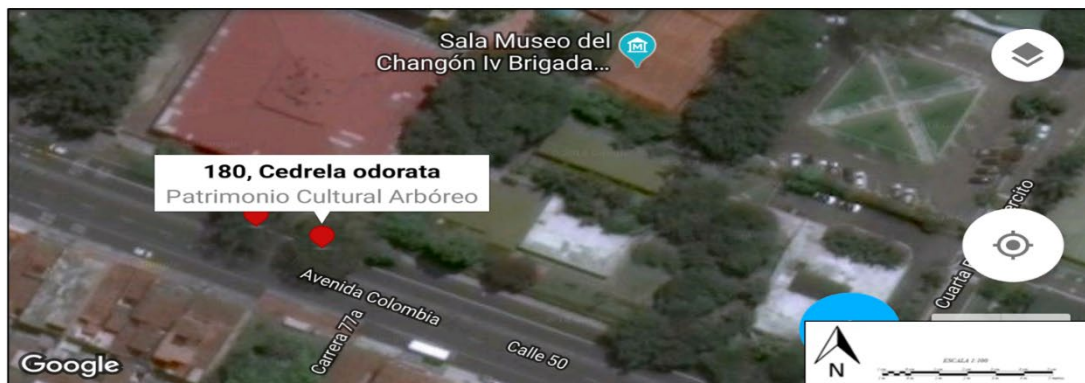 Sala Museo del
Changón Iv Brigada...
180, Cedrela odorata
Patrimonio Cultural Arbóreo
Avenida Colombia
Carrera 77a
Calle 50
Cuarta
Google
N
ESCALA 1:100